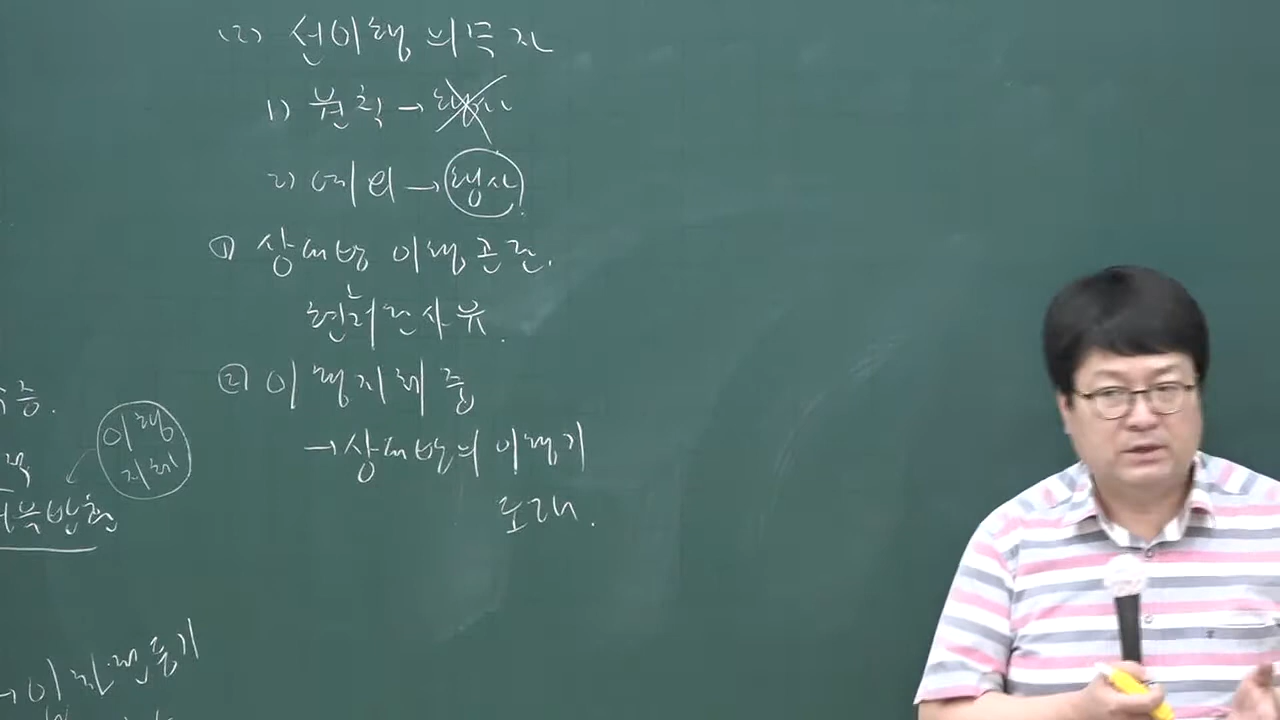 (2) 선이행 의무자
1) 원칙 → 행사
2) 예외 → 행사
① 상대방 이행곤란.
현저한사유.
② 이행지체 중
→ 상대방의 이행기
도래.
이행
지체